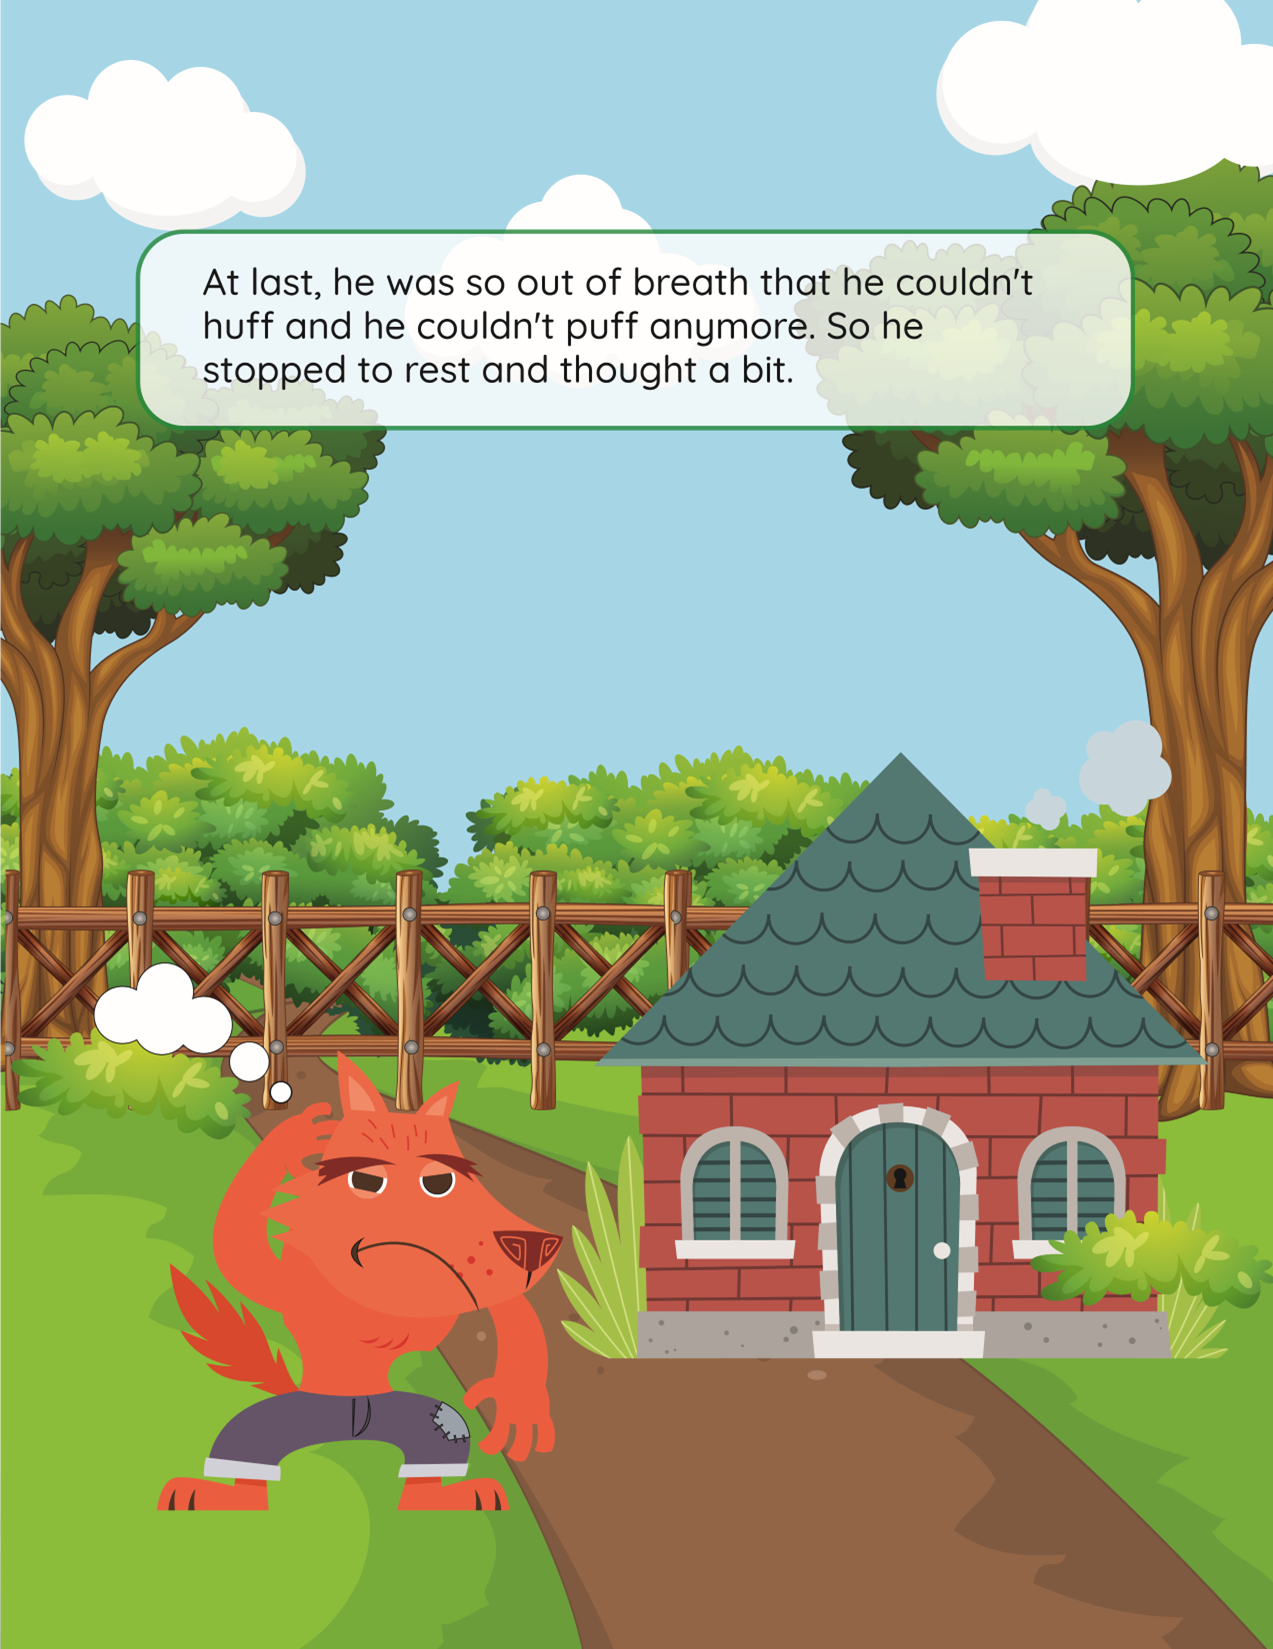 At last, he was so out of breath that he couldn't
huff and he couldn't puff anymore. So he
stopped to rest and thought a bit.